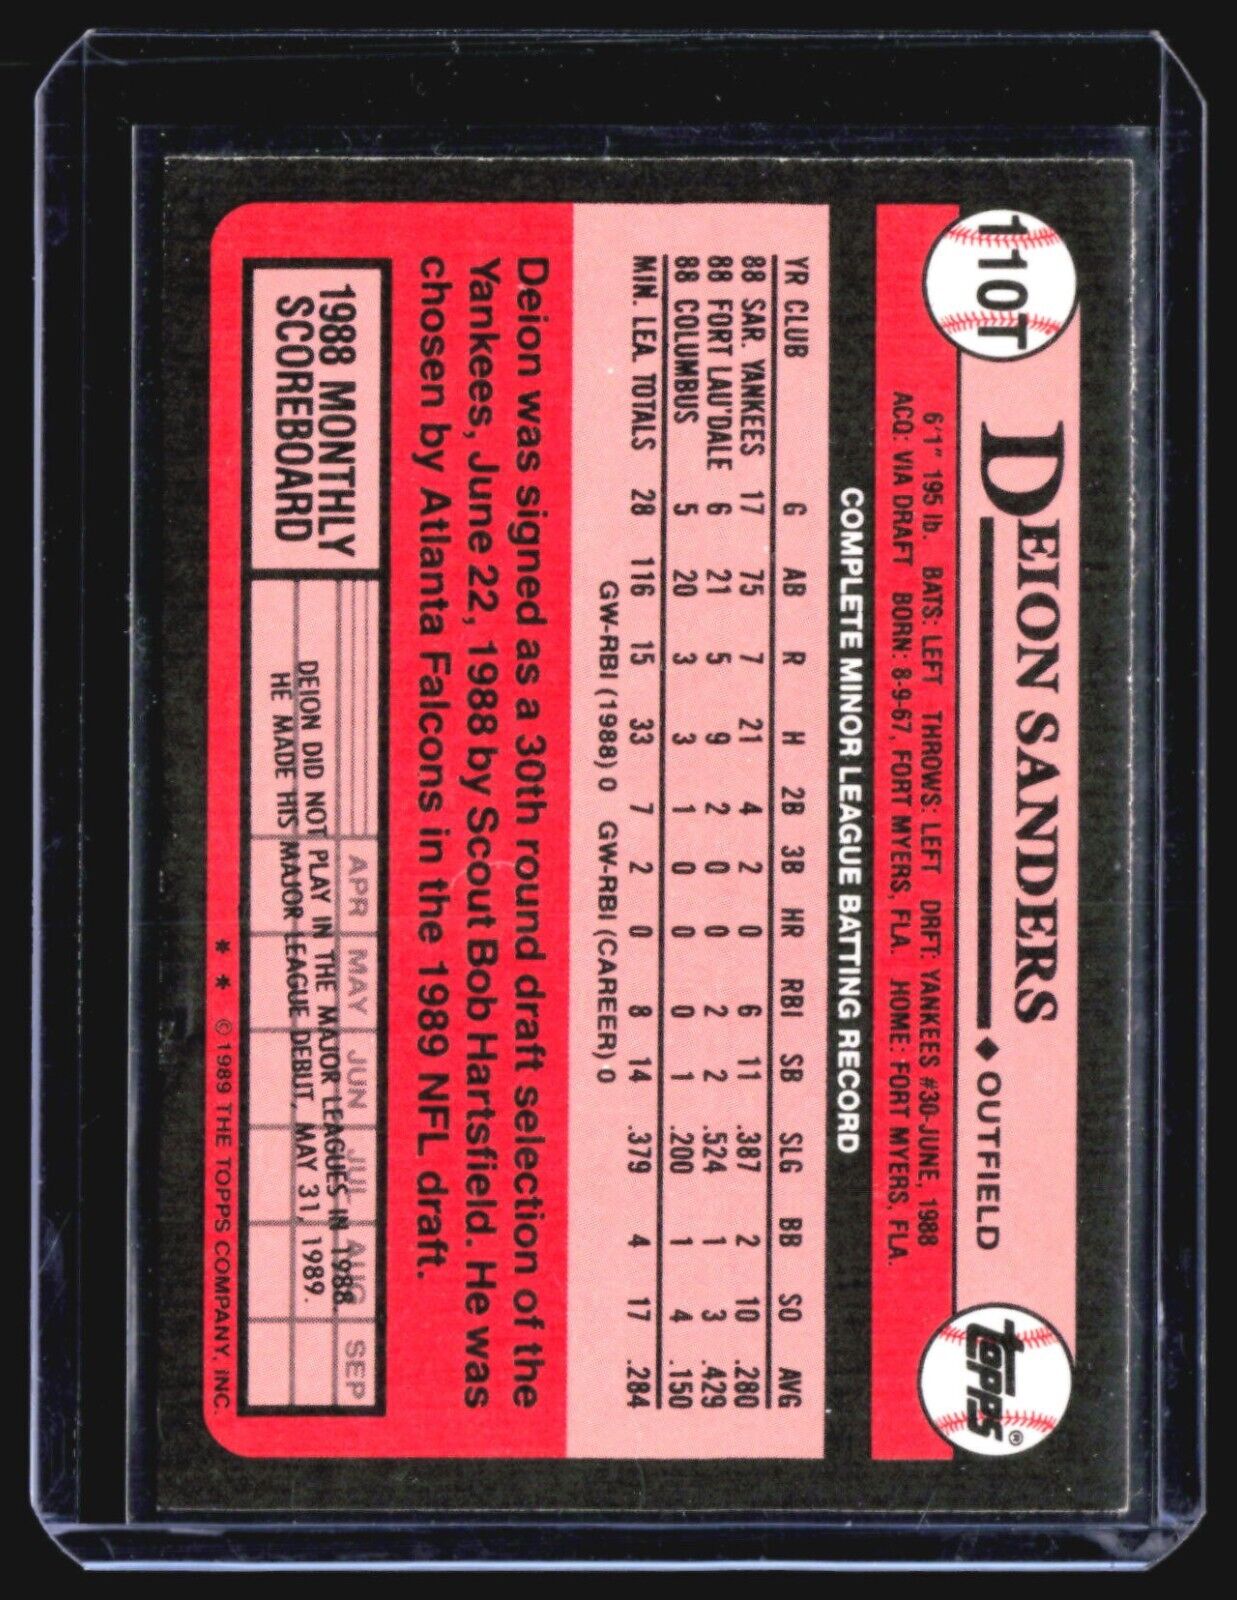 110T
DEION SANDERS ◆ OUTFIELD
topps®
6'1" 195 lb. BATS: LEFT THROWS: LEFT DRFT: YANKEES #30-JUNE, 1988
ACQ: VIA DRAFT BORN: 8-9-67, FORT MYERS, FLA. HOME: FORT MYERS, FLA.
COMPLETE MINOR LEAGUE BATTING RECORD
YR CLUB G AB R H 2B 3B HR RBI SB SLG BB SO AVG
88 SAR. YANKEES 17 75 7 21 4 2 0 6 11 .387 2 10 .280
88 FORT LAU'DALE 6 21 5 9 2 0 0 2 2 .524 1 3 .429
88 COLUMBUS 5 20 3 3 1 0 0 0 1 .200 1 4 .150
MIN. LEA. TOTALS 28 116 15 33 7 2 0 8 14 .379 4 17 .284
GW-RBI (1988) 0 GW-RBI (CAREER) 0
Deion was signed as a 30th round draft selection of the
Yankees, June 22, 1988 by Scout Bob Hartsfield. He was
chosen by Atlanta Falcons in the 1989 NFL draft.
1988 MONTHLY
SCOREBOARD
APR MAY JUN JUL AUG SEP
DEION DID NOT PLAY IN THE MAJOR LEAGUES IN 1988.
HE MADE HIS MAJOR LEAGUE DEBUT, MAY 31, 1989.
* * © 1989 THE TOPPS COMPANY, INC.